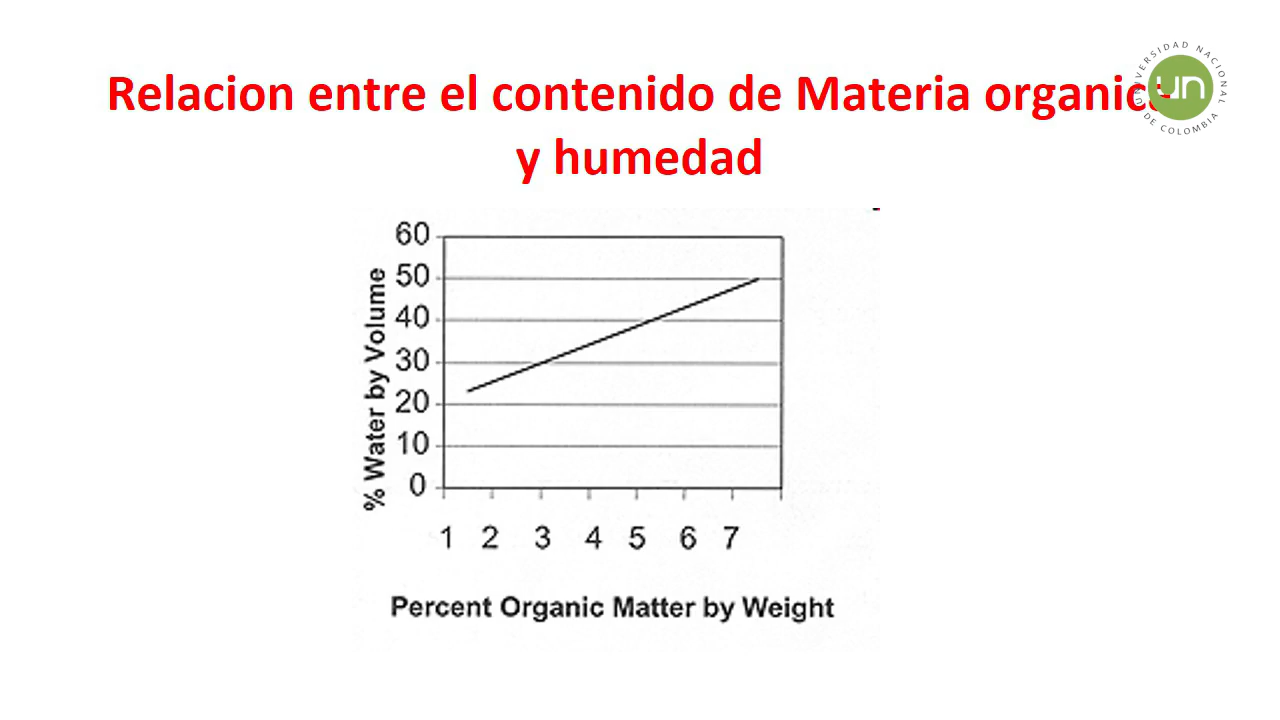 Relacion entre el contenido de Materia organica
y humedad
UNIVERSIDAD NACIONAL DE COLOMBIA
un
60
50
40
30
20
10
0
% Water by Volume
1 2 3 4 5 6 7
Percent Organic Matter by Weight